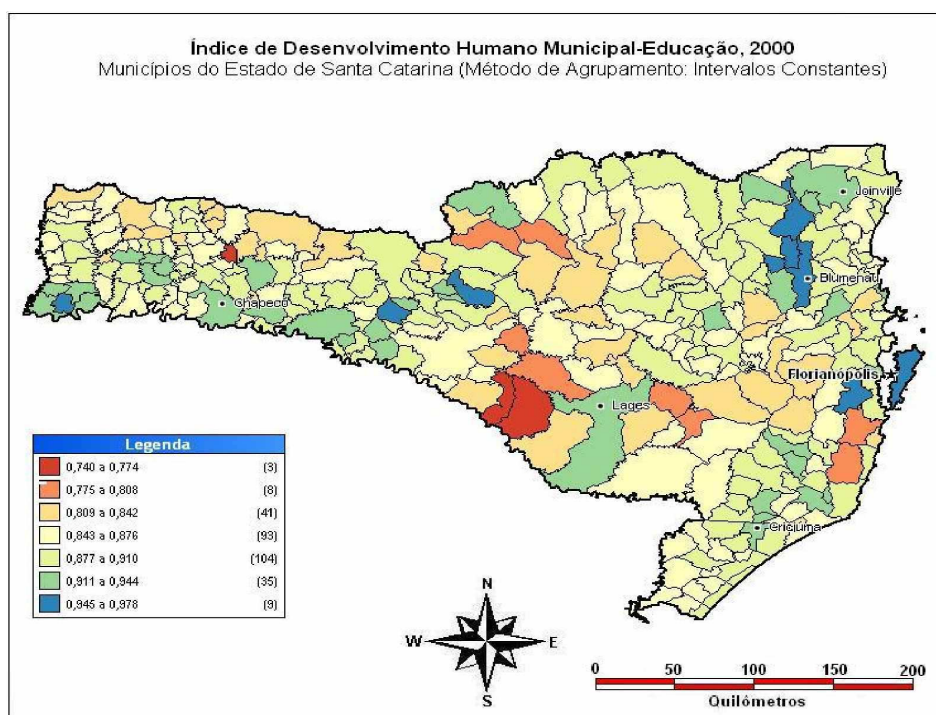 Índice de Desenvolvimento Humano Municipal-Educação, 2000
Municípios do Estado de Santa Catarina (Método de Agrupamento: Intervalos Constantes)
Joinville
Blumenau
Chapecó
Florianópolis
Lages
Criciúma
Legenda
0,740 a 0,774 (3)
0,775 a 0,808 (8)
0,809 a 0,842 (41)
0,843 a 0,876 (93)
0,877 a 0,910 (104)
0,911 a 0,944 (35)
0,945 a 0,978 (9)
N
W E
S
0 50 100 150 200
Quilômetros